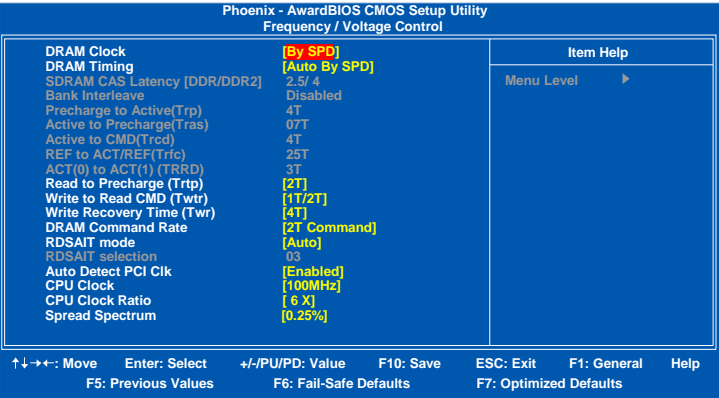 Phoenix - AwardBIOS CMOS Setup Utility
Frequency / Voltage Control
DRAM Clock [By SPD]
DRAM Timing [Auto By SPD]
SDRAM CAS Latency [DDR/DDR2] 2.5/ 4
Bank Interleave Disabled
Precharge to Active(Trp) 4T
Active to Precharge(Tras) 07T
Active to CMD(Trcd) 4T
REF to ACT/REF(Trfc) 25T
ACT(0) to ACT(1) (TRRD) 3T
Read to Precharge (Trtp) [2T]
Write to Read CMD (Twtr) [1T/2T]
Write Recovery Time (Twr) [4T]
DRAM Command Rate [2T Command]
RDSAIT mode [Auto]
RDSAIT selection 03
Auto Detect PCI Clk [Enabled]
CPU Clock [100MHz]
CPU Clock Ratio [ 6 X]
Spread Spectrum [0.25%]
Item Help
Menu Level
↑↓→←: Move Enter: Select +/-/PU/PD: Value F10: Save ESC: Exit F1: General Help
F5: Previous Values F6: Fail-Safe Defaults F7: Optimized Defaults